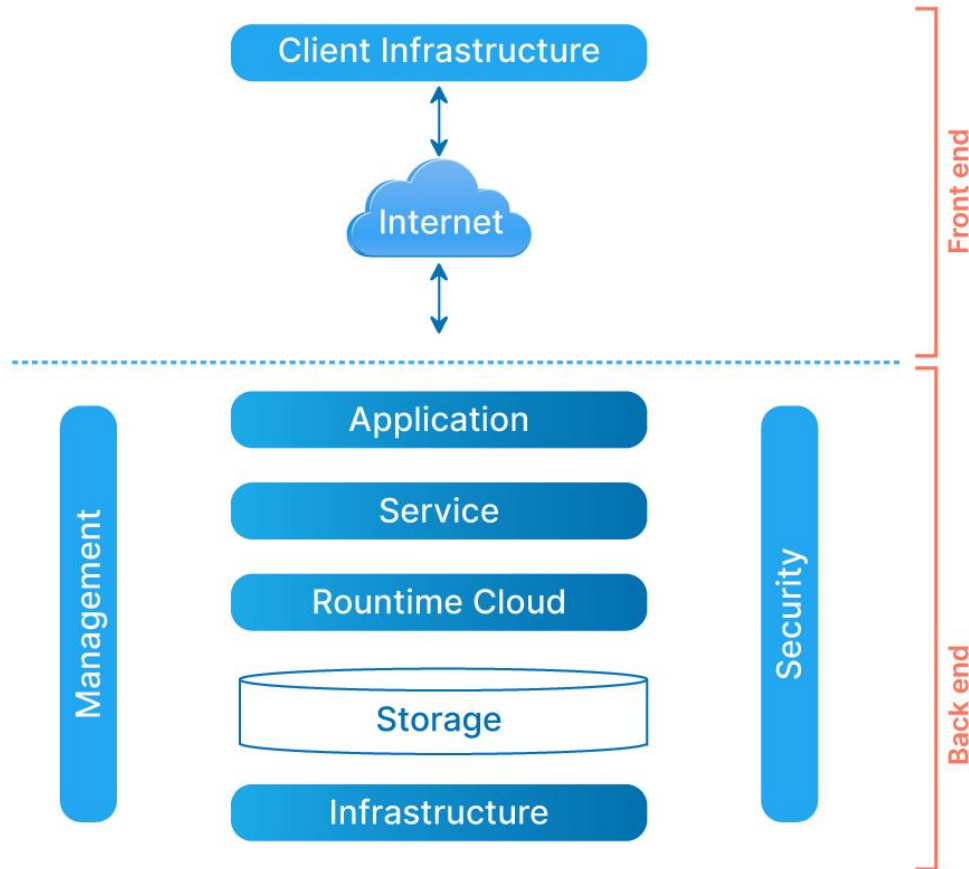 Client Infrastructure
Internet
Front end
Application
Service
Rountime Cloud
Storage
Infrastructure
Management
Security
Back end